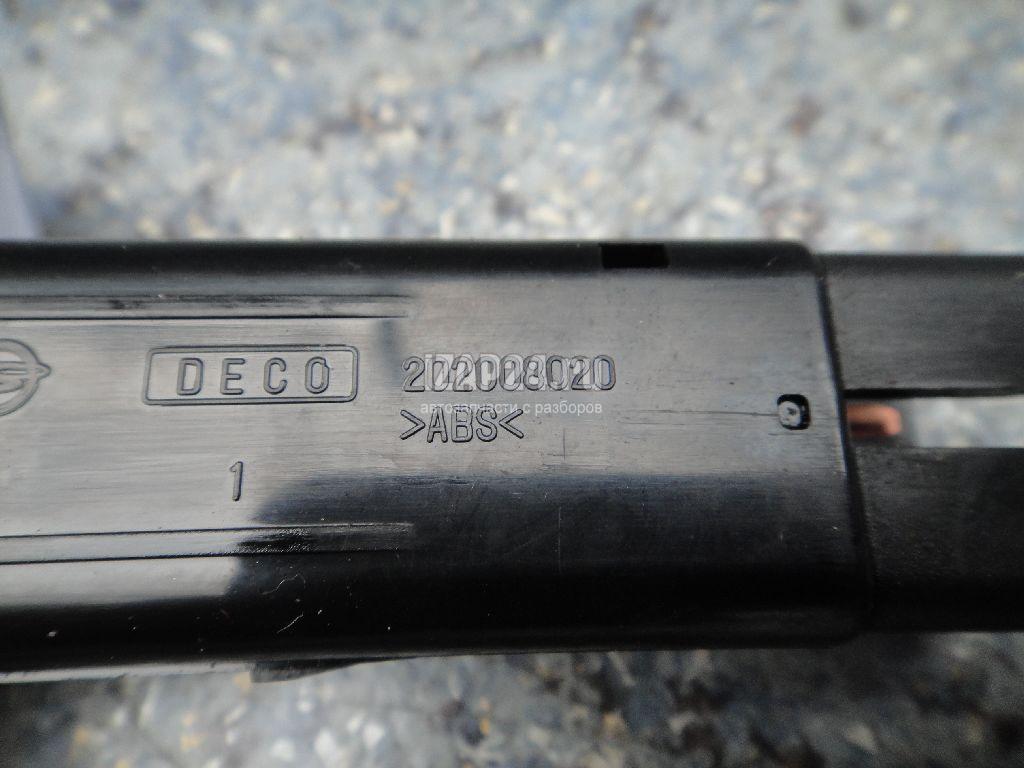 DECO
202008020
>ABS<
автозапчасти с разборов
1